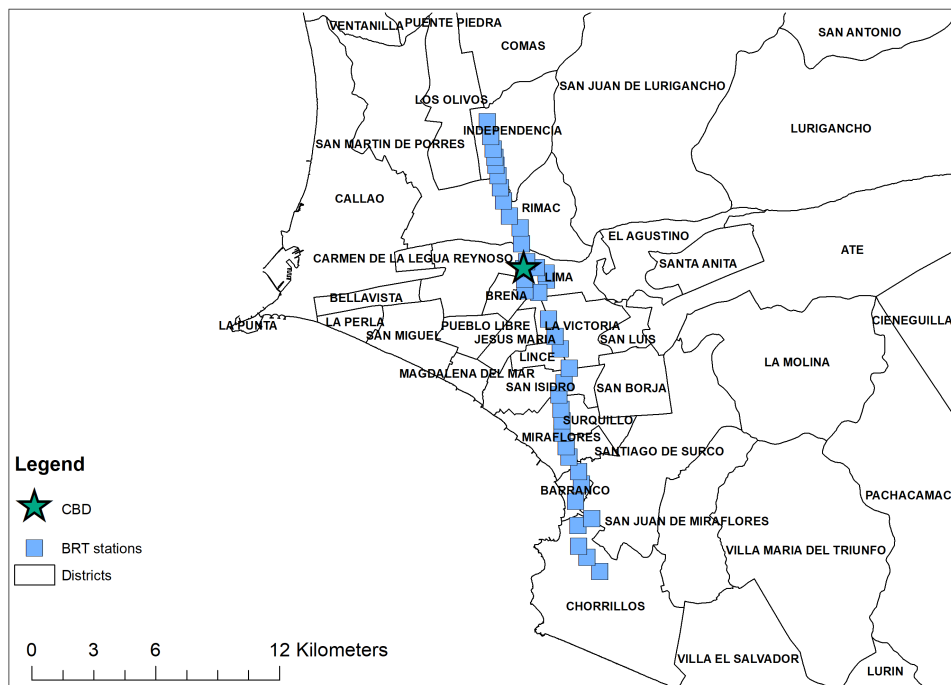 VENTANILLA
PUENTE PIEDRA
COMAS
SAN ANTONIO
SAN JUAN DE LURIGANCHO
LOS OLIVOS
INDEPENDENCIA
LURIGANCHO
SAN MARTIN DE PORRES
CALLAO
RIMAC
EL AGUSTINO
ATE
CARMEN DE LA LEGUA REYNOSO
SANTA ANITA
LIMA
BELLAVISTA
BREÑA
LA PUNTA
LA PERLA
PUEBLO LIBRE
LA VICTORIA
CIENEGUILLA
SAN MIGUEL
JESUS MARIA
SAN LUIS
LINCE
LA MOLINA
MAGDALENA DEL MAR
SAN ISIDRO
SAN BORJA
SURQUILLO
MIRAFLORES
SANTIAGO DE SURCO
BARRANCO
PACHACAMAC
SAN JUAN DE MIRAFLORES
VILLA MARIA DEL TRIUNFO
CHORRILLOS
VILLA EL SALVADOR
LURIN
Legend
CBD
BRT stations
Districts
0 3 6 12 Kilometers